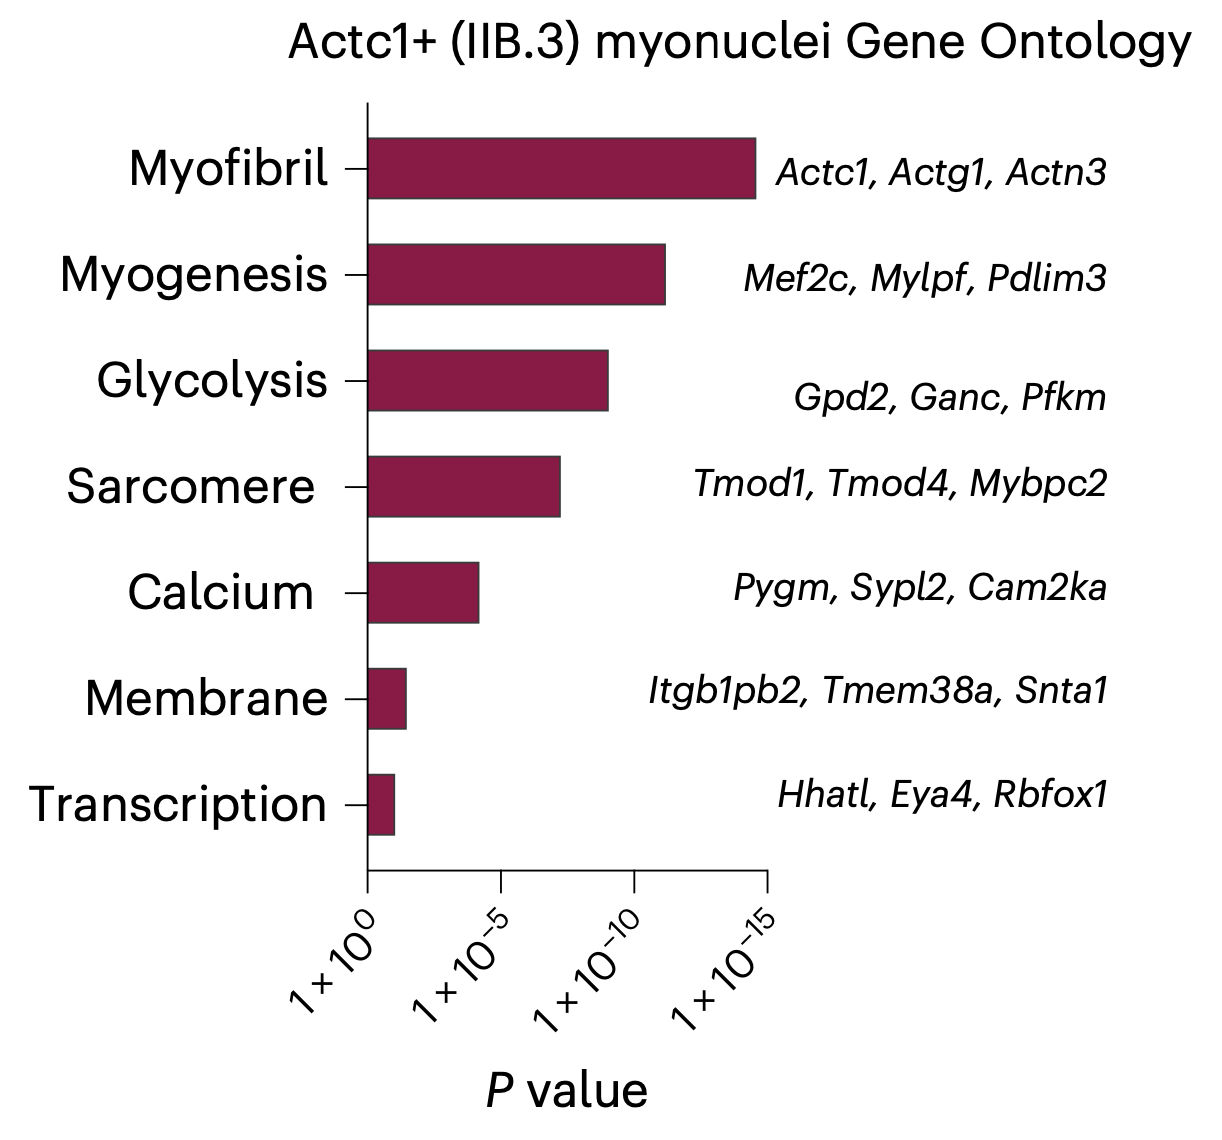 Actc1+ (IIB.3) myonuclei Gene Ontology
Myofibril Actc1, Actg1, Actn3
Myogenesis Mef2c, Mylpf, Pdlim3
Glycolysis Gpd2, Ganc, Pfkm
Sarcomere Tmod1, Tmod4, Mybpc2
Calcium Pygm, Sypl2, Cam2ka
Membrane Itgb1pb2, Tmem38a, Snta1
Transcription Hhatl, Eya4, Rbfox1
1 × 10⁰ 1 × 10⁻⁵ 1 × 10⁻¹⁰ 1 × 10⁻¹⁵
P value